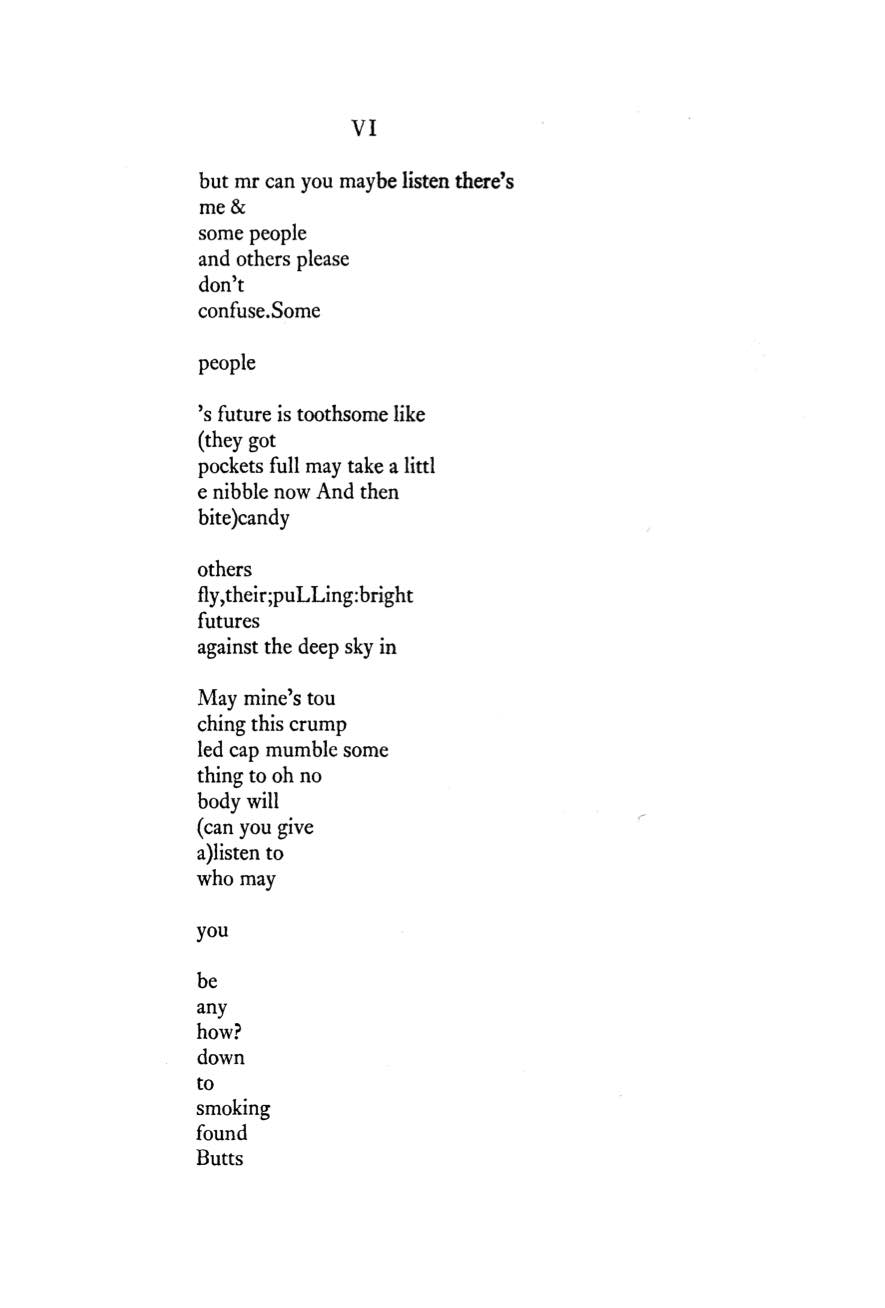 VI
but mr can you maybe listen there's
me &
some people
and others please
don't
confuse.Some
people
's future is toothsome like
(they got
pockets full may take a littl
e nibble now And then
bite)candy
others
fly,their;puLLing:bright
futures
against the deep sky in
May mine's tou
ching this crump
led cap mumble some
thing to oh no
body will
(can you give
a)listen to
who may
you
be
any
how?
down
to
smoking
found
Butts